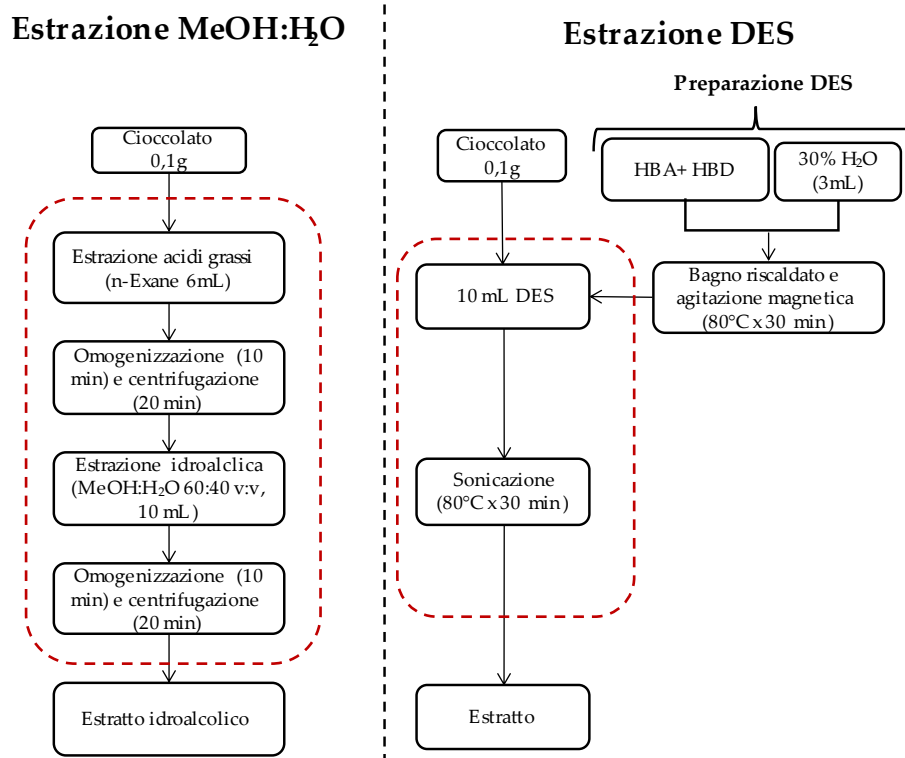 Estrazione MeOH:H₂O
Cioccolato
0,1g
Estrazione acidi grassi
(n-Exane 6mL)
Omogenizzazione (10
min) e centrifugazione
(20 min)
Estrazione idroalclica
(MeOH:H₂O 60:40 v:v,
10 mL)
Omogenizzazione (10
min) e centrifugazione
(20 min)
Estratto idroalcolico
Estrazione DES
Preparazione DES
Cioccolato
0,1g
HBA+ HBD
30% H₂O
(3mL)
Bagno riscaldato e
agitazione magnetica
(80°C x 30 min)
10 mL DES
Sonicazione
(80°C x 30 min)
Estratto